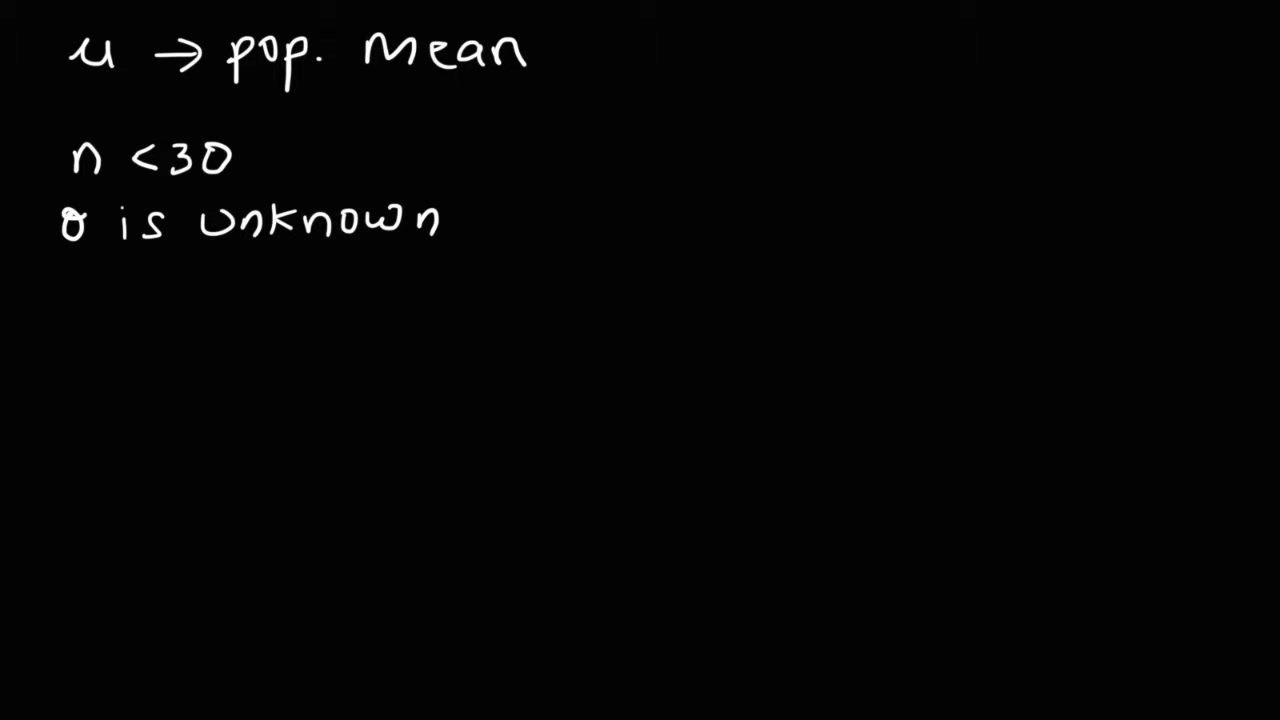 μ → pop. Mean
n < 30
σ is unknown